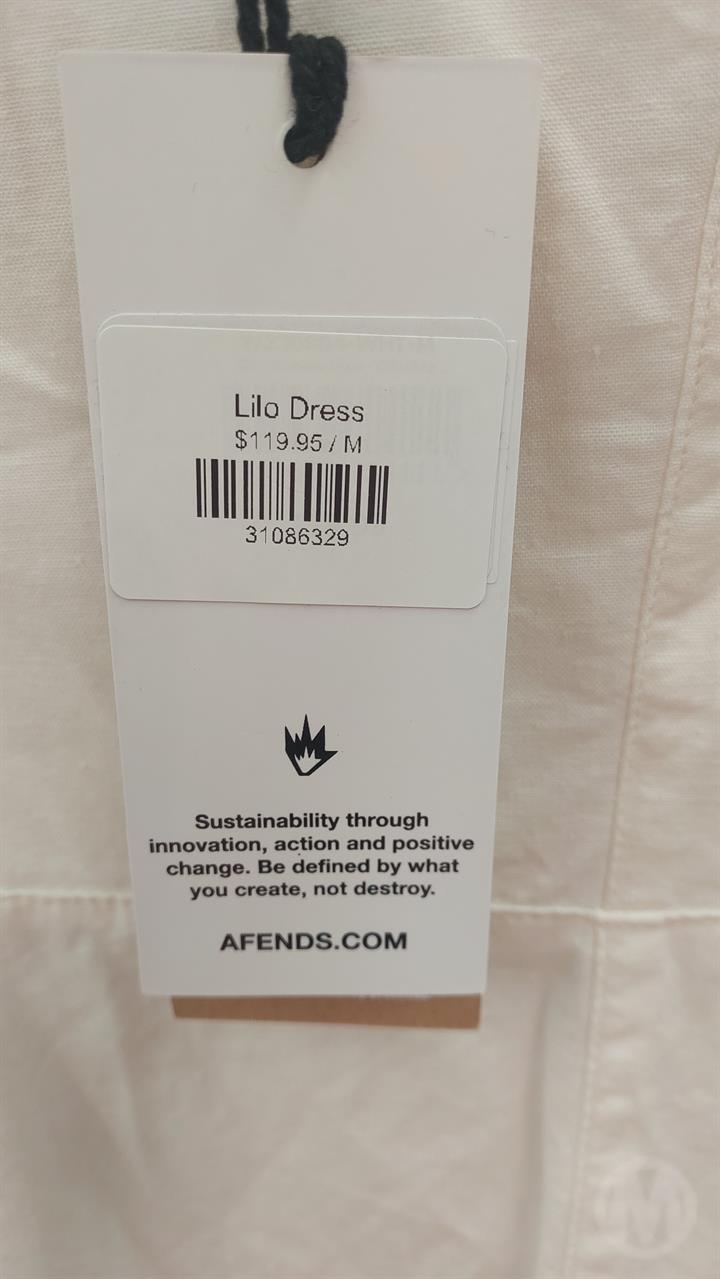 Lilo Dress
$119.95 / M
31086329
Sustainability through
innovation, action and positive
change. Be defined by what
you create, not destroy.
AFENDS.COM
M